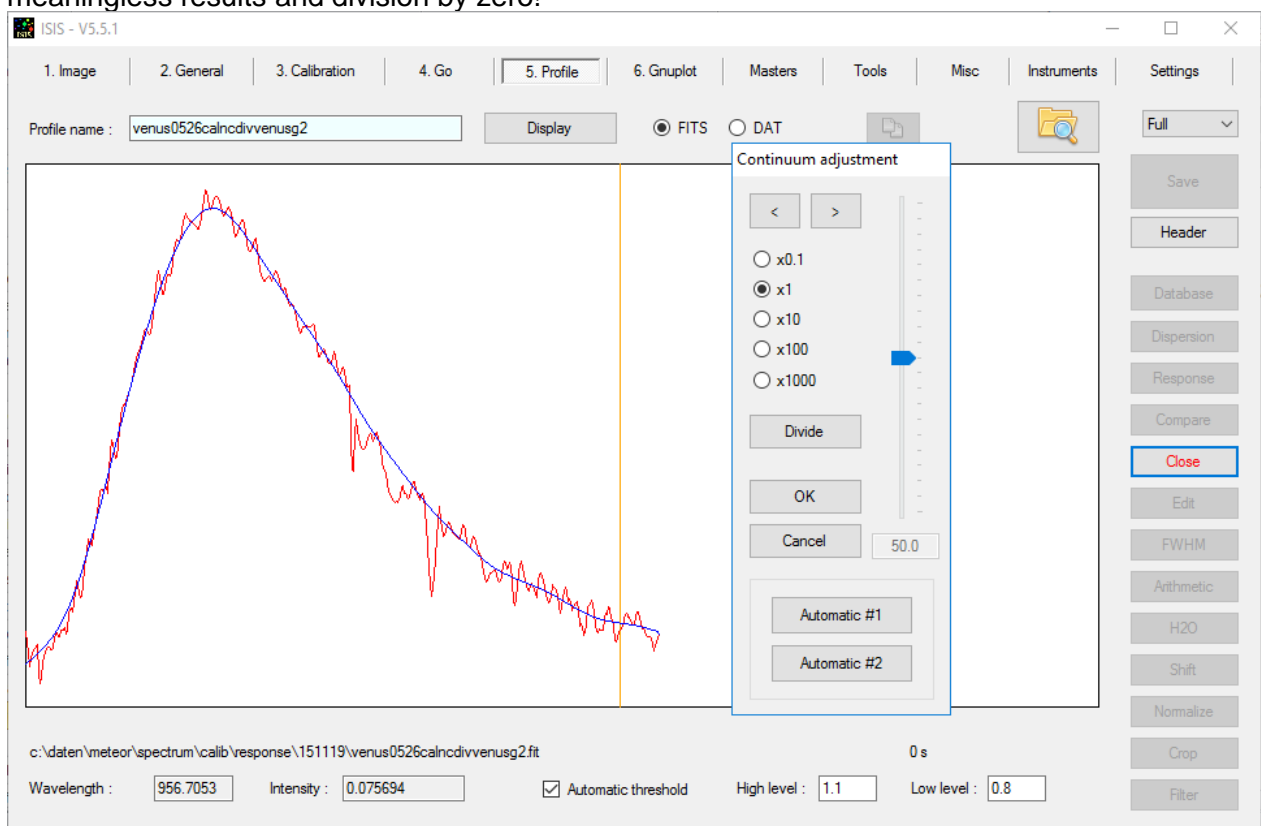 meaningless results and division by zero!
ISIS - V5.5.1
1. Image 2. General 3. Calibration 4. Go 5. Profile 6. Gnuplot Masters Tools Misc Instruments Settings
Profile name : venus0526calncdivvenusg2 Display FITS DAT Full
Continuum adjustment
< >
Save
Header
x0.1
x1
Database
x10
Dispersion
x100
Response
x1000
Compare
Divide
Close
OK
Edit
Cancel 50.0
FWHM
Arithmetic
Automatic #1
H2O
Automatic #2
Shift
Normalize
c:\daten\meteor\spectrum\calib\response\151119\venus0526calncdivvenusg2.fit 0 s
Crop
Wavelength : 956.7053 Intensity : 0.075694 Automatic threshold High level : 1.1 Low level : 0.8
Filter